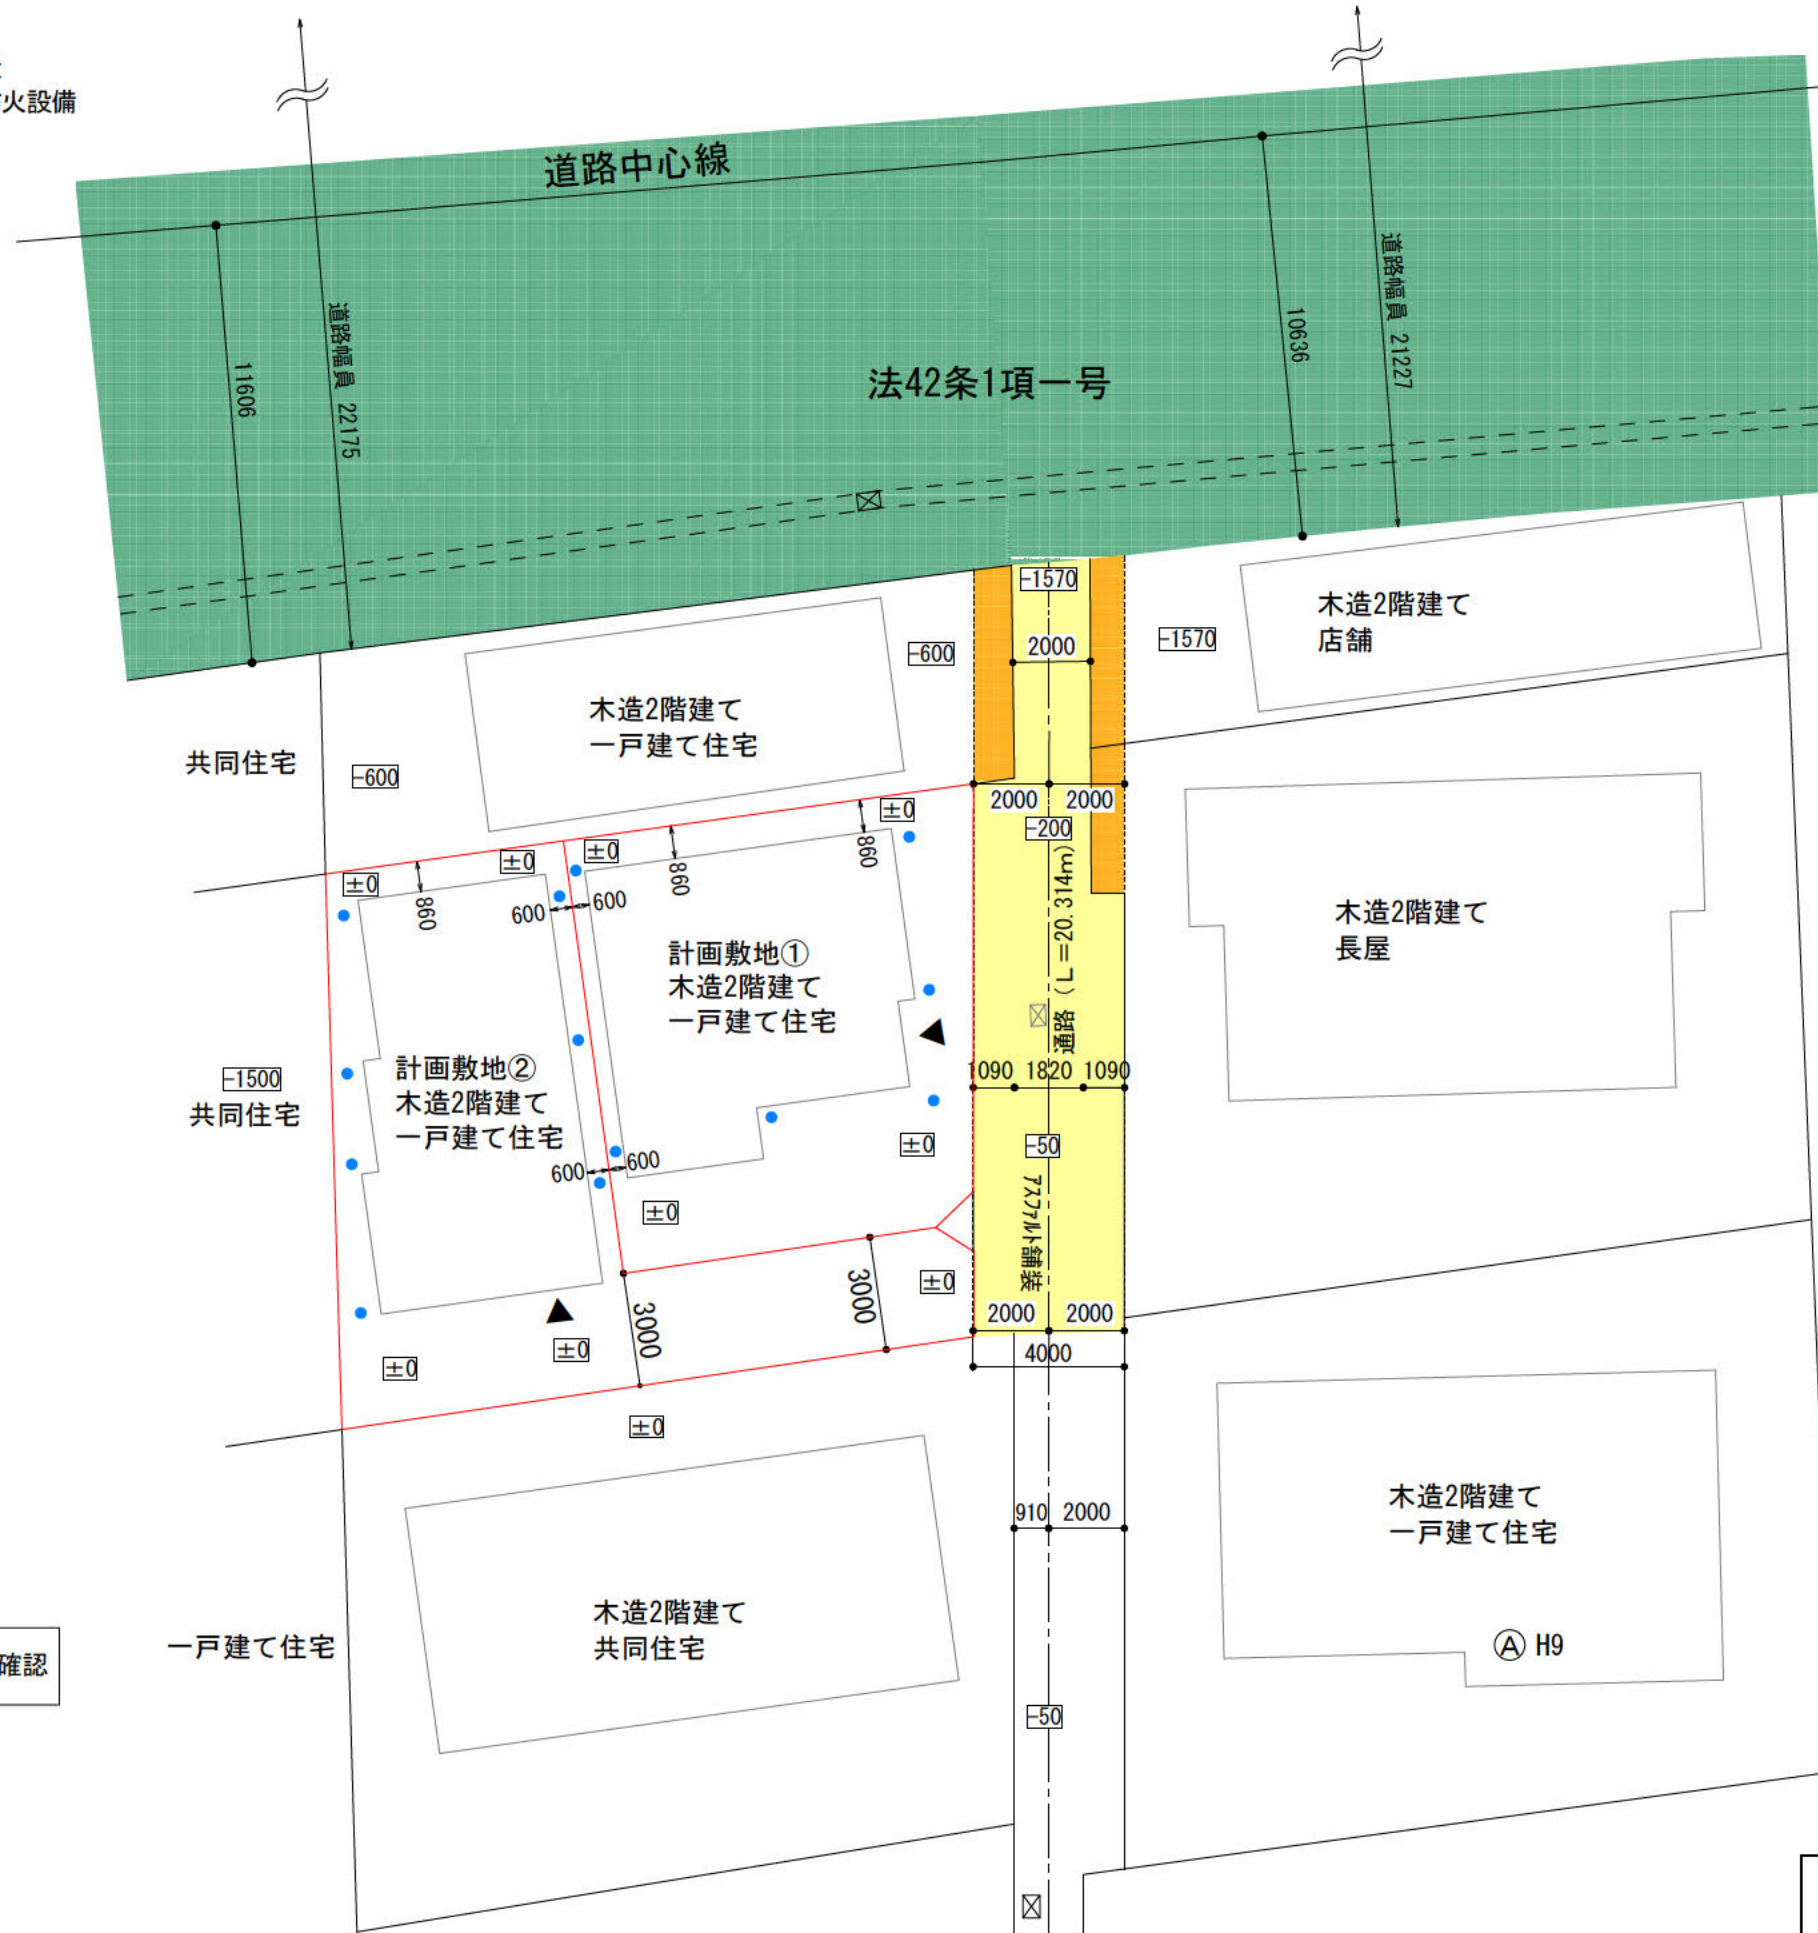 火設備
道路中心線
11606
道路幅員 22175
10636
道路幅員 21227
法42条1項一号
-1570
2000
-600
-1570
木造2階建て
店舗
木造2階建て
一戸建て住宅
共同住宅
-600
2000 2000
-200
±0
±0
±0
±0
860
860
860
600
600
計画敷地①
木造2階建て
一戸建て住宅
木造2階建て
長屋
通路(L=20.314m)
計画敷地②
木造2階建て
一戸建て住宅
-1500
共同住宅
1090 1820 1090
±0
-50
600
600
±0
アスファルト舗装
3000
3000
±0
2000 2000
4000
±0
±0
±0
910 2000
木造2階建て
一戸建て住宅
Ⓐ H9
木造2階建て
共同住宅
一戸建て住宅
確認
-50